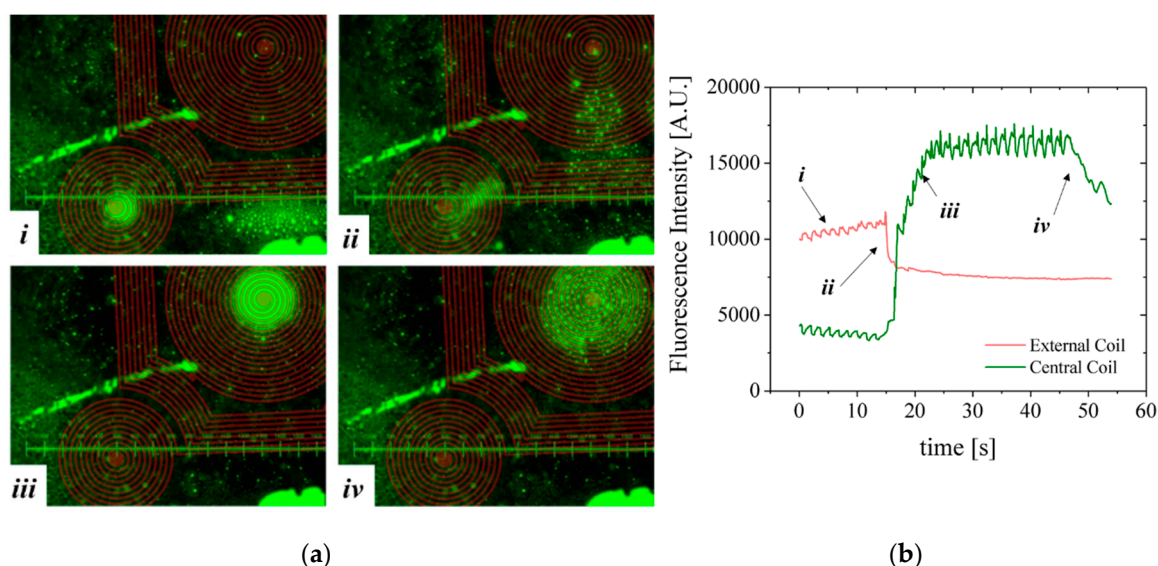 i
ii
iii
iv
(a)
Fluorescence Intensity [A.U.]
20000
15000
10000
5000
0
i
ii
iii
iv
External Coil
Central Coil
0
10
20
30
40
50
60
time [s]
(b)